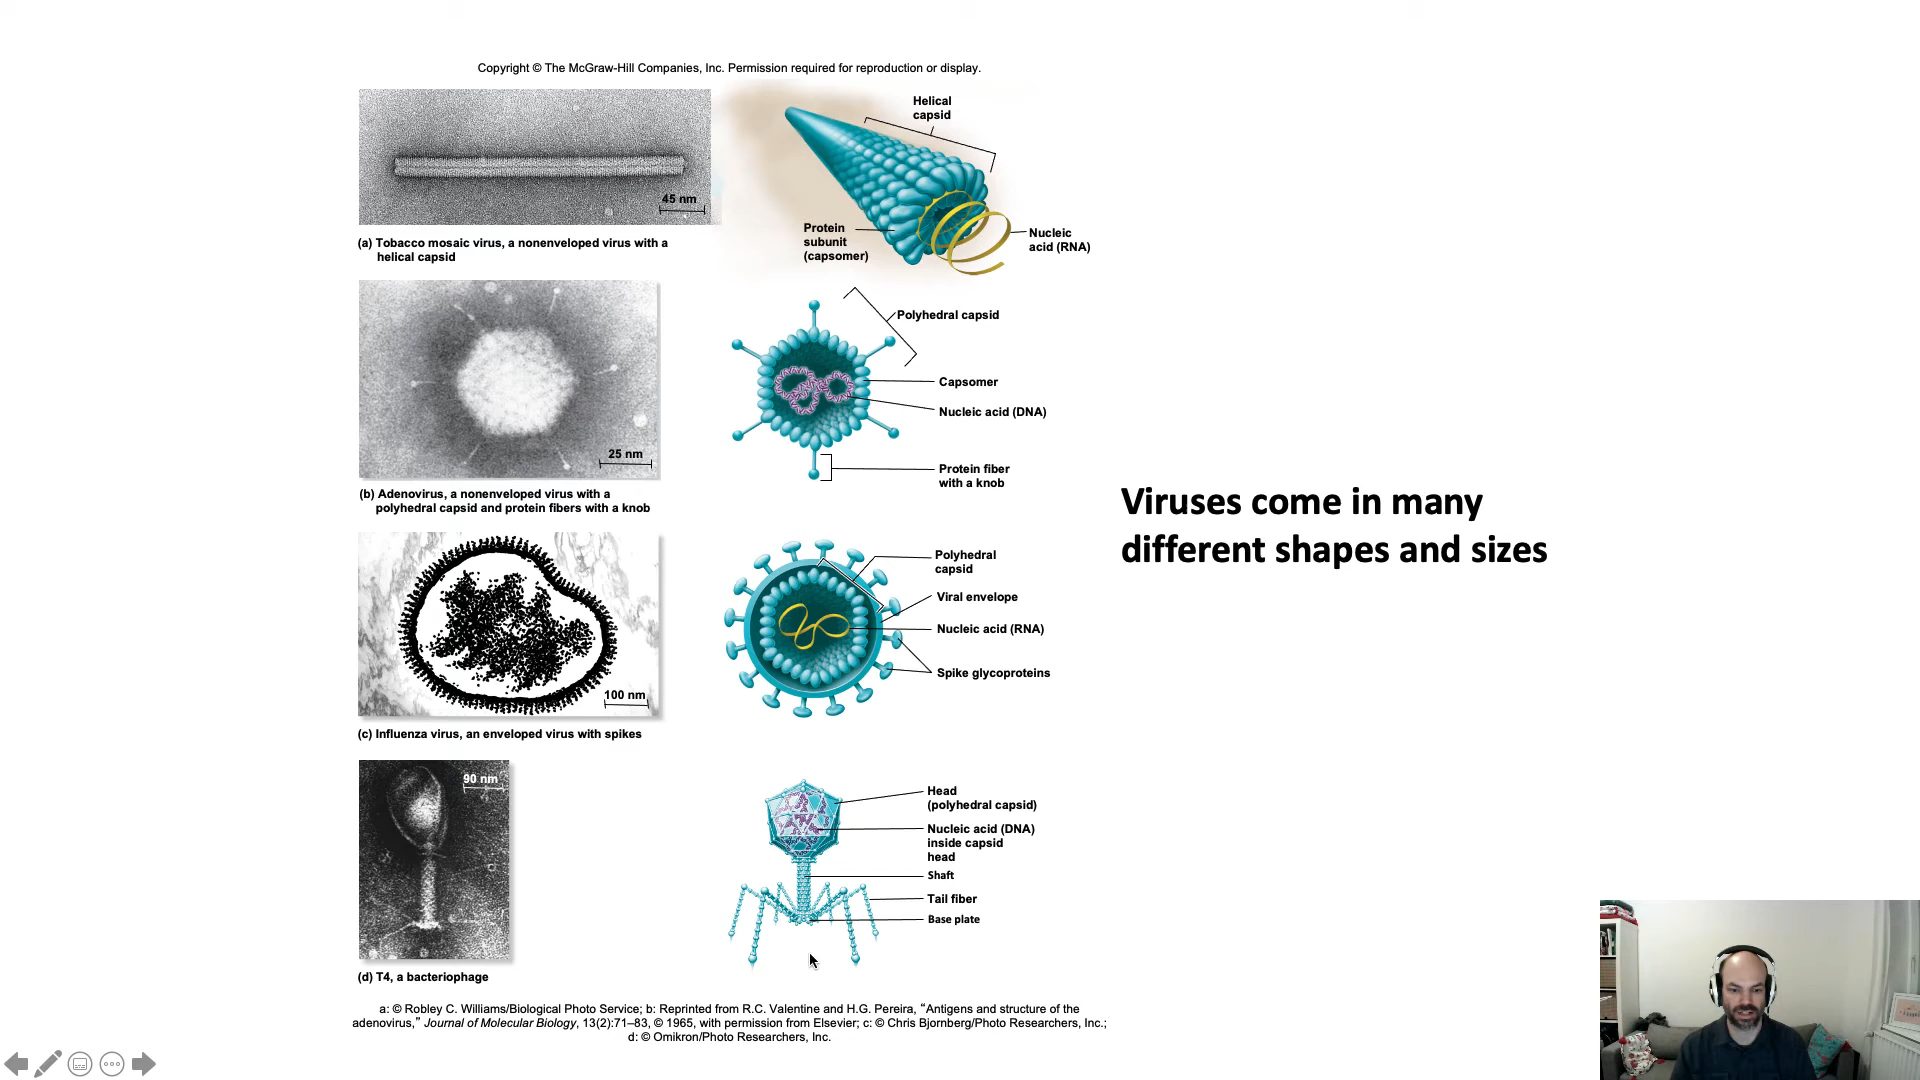 Copyright © The McGraw-Hill Companies, Inc. Permission required for reproduction or display.
45 nm
Helical
capsid
Protein
subunit
(capsomer)
Nucleic
acid (RNA)
(a) Tobacco mosaic virus, a nonenveloped virus with a
helical capsid
25 nm
Polyhedral capsid
Capsomer
Nucleic acid (DNA)
Protein fiber
with a knob
(b) Adenovirus, a nonenveloped virus with a
polyhedral capsid and protein fibers with a knob
100 nm
Polyhedral
capsid
Viral envelope
Nucleic acid (RNA)
Spike glycoproteins
(c) Influenza virus, an enveloped virus with spikes
90 nm
Head
(polyhedral capsid)
Nucleic acid (DNA)
inside capsid
head
Shaft
Tail fiber
Base plate
(d) T4, a bacteriophage
a: © Robley C. Williams/Biological Photo Service; b: Reprinted from R.C. Valentine and H.G. Pereira, “Antigens and structure of the
adenovirus,” Journal of Molecular Biology, 13(2):71–83, © 1965, with permission from Elsevier; c: © Chris Bjornberg/Photo Researchers, Inc.;
d: © Omikron/Photo Researchers, Inc.
Viruses come in many
different shapes and sizes